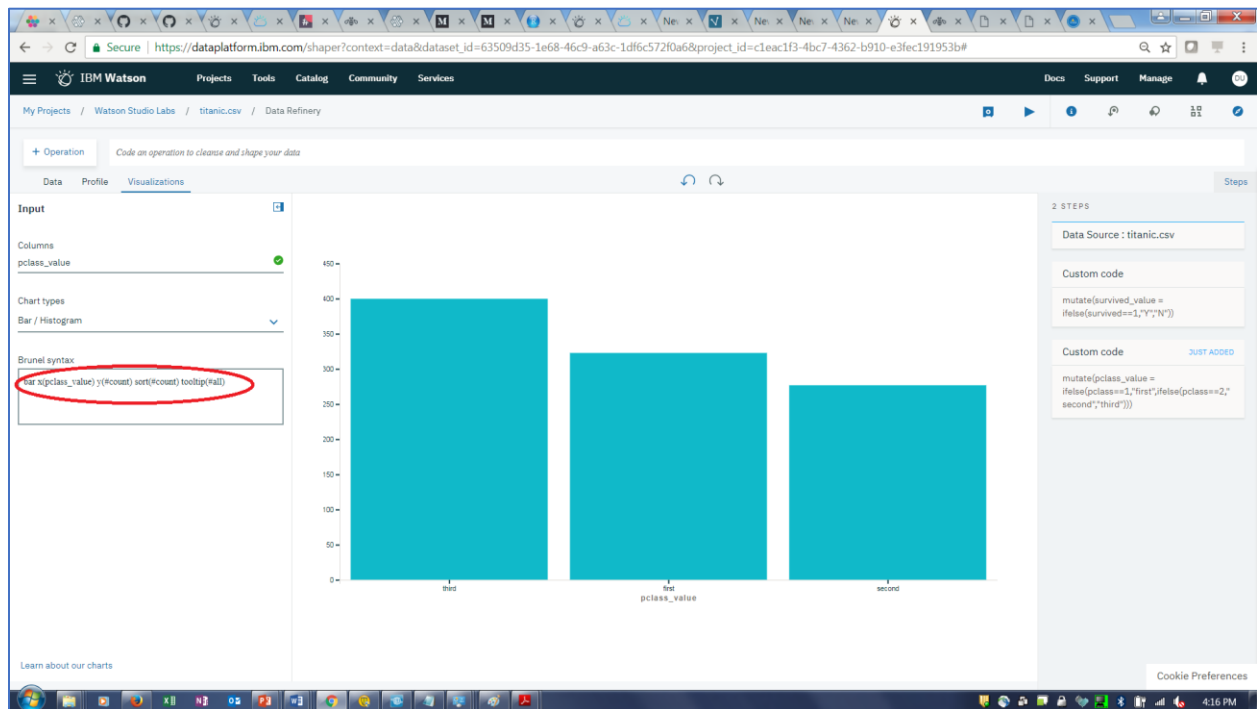 Secure | https://dataplatform.ibm.com/shaper?context=data&dataset_id=63509d35-1e68-46c9-a63c-1df6c572f0a6&project_id=c1eac1f3-4bc7-4362-b910-e3fec191953b#
IBM Watson Projects Tools Catalog Community Services Docs Support Manage DU
My Projects / Watson Studio Labs / titanic.csv / Data Refinery
+ Operation Code an operation to cleanse and shape your data
Data Profile Visualizations Steps
Input
Columns
pclass_value
Chart types
Bar / Histogram
Brunel syntax
bar x(pclass_value) y(#count) sort(#count) tooltip(#all)
Learn about our charts
450
400
350
300
250
200
150
100
50
0
third first second
pclass_value
2 STEPS
Data Source : titanic.csv
Custom code
mutate(survived_value =
ifelse(survived==1,"Y","N"))
Custom code JUST ADDED
mutate(pclass_value =
ifelse(pclass==1,"first",ifelse(pclass==2,"
second","third")))
Cookie Preferences
4:16 PM